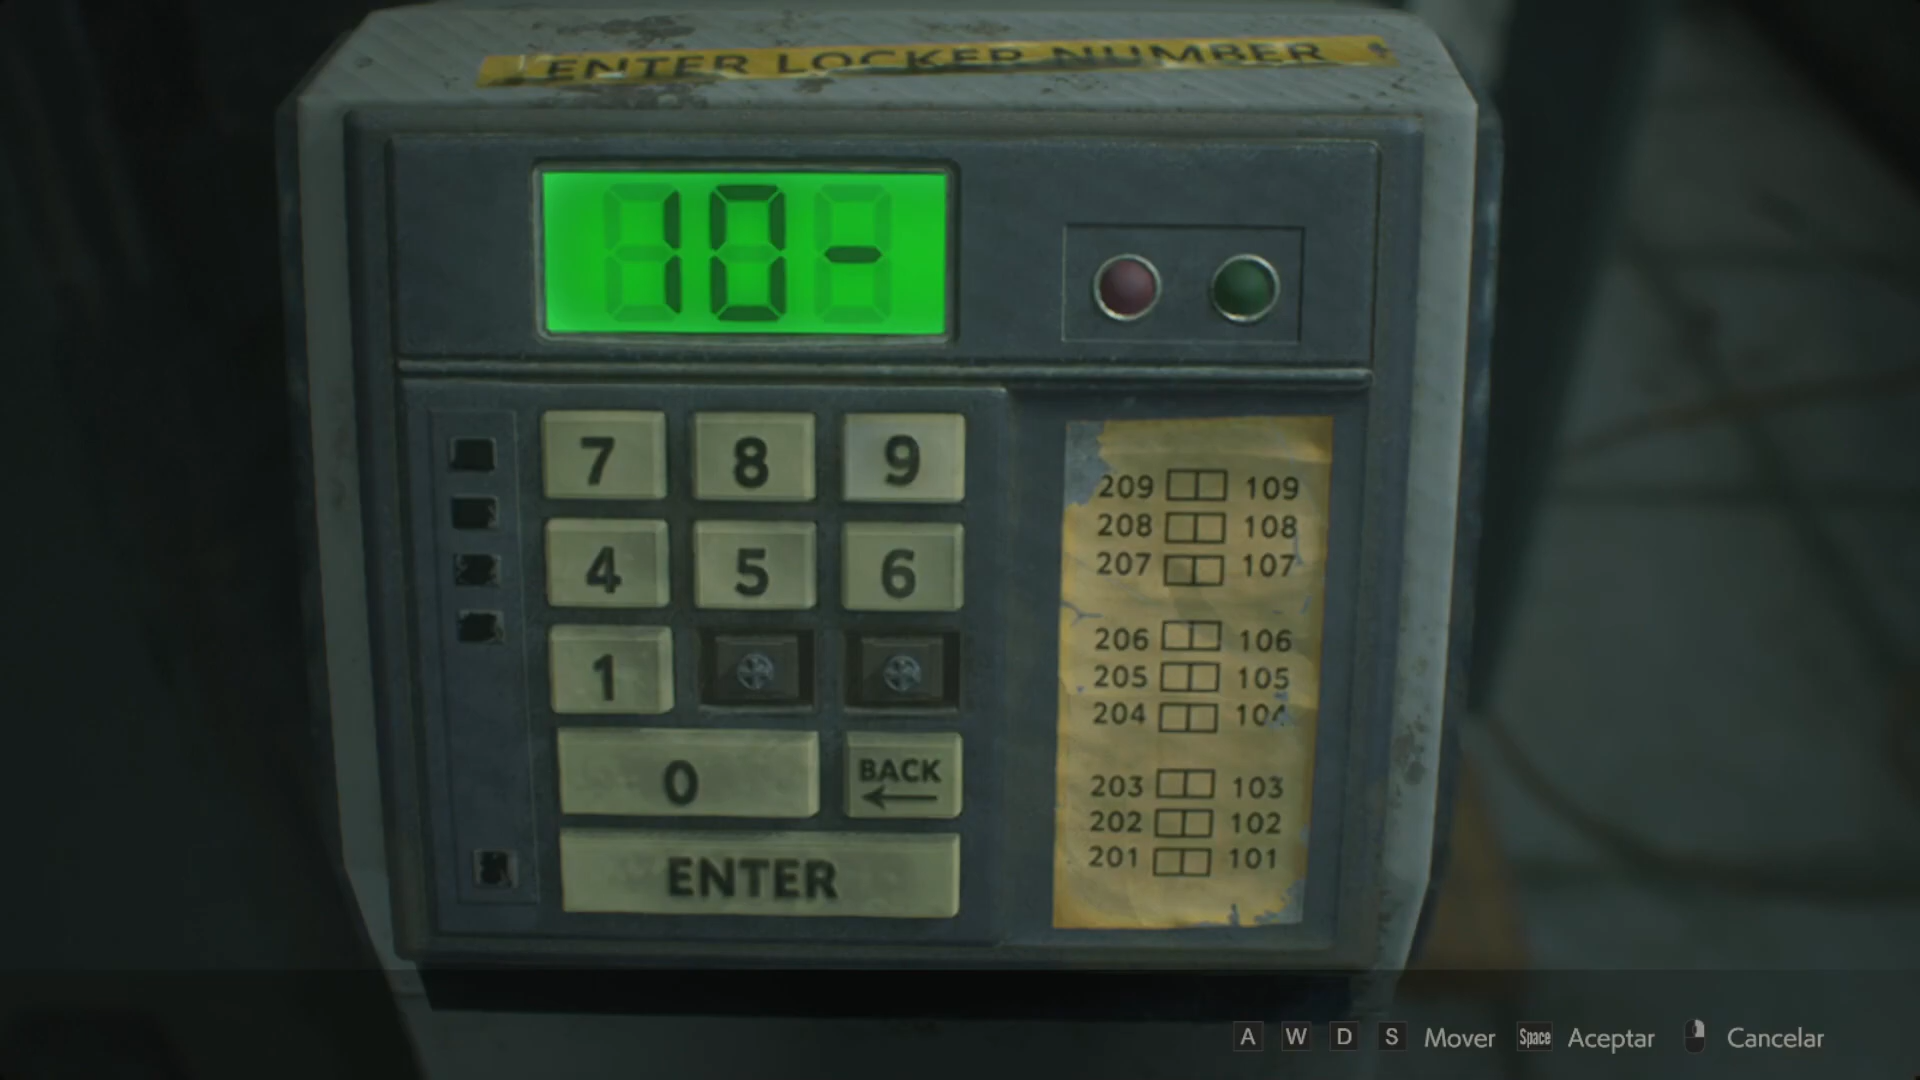 ENTER LOCKER NUMBER
10-
7 8 9
4 5 6
1
0 BACK
ENTER
209 109
208 108
207 107
206 106
205 105
204 104
203 103
202 102
201 101
A W D S Mover Space Aceptar Cancelar